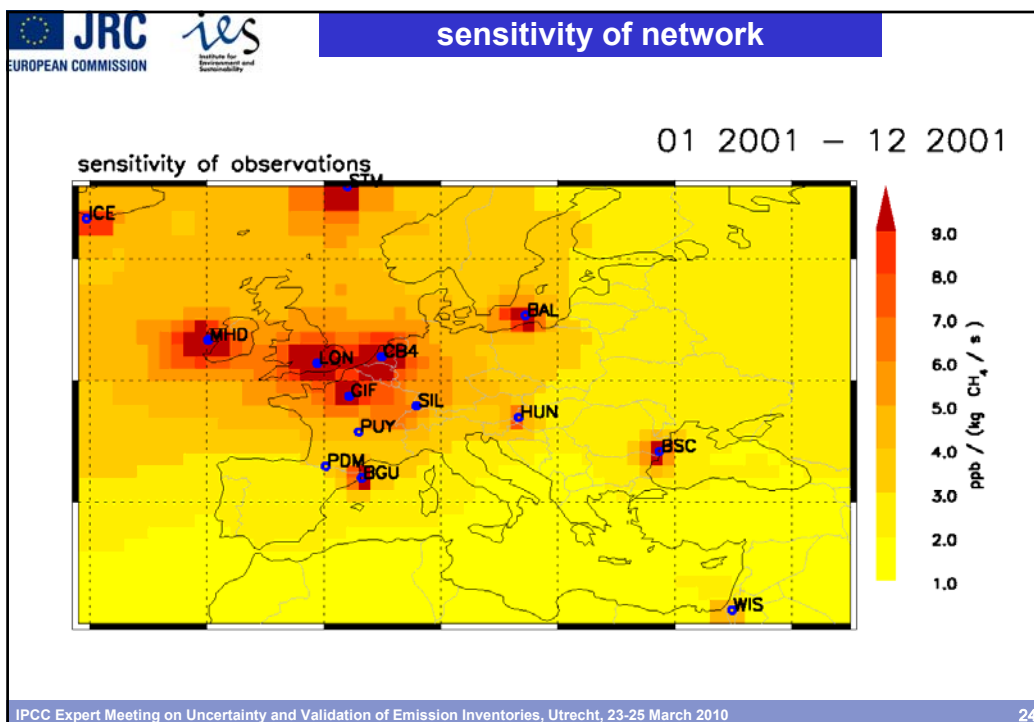 JRC
EUROPEAN COMMISSION
ies
Institute for
Environment and
Sustainability
sensitivity of network
01 2001 – 12 2001
sensitivity of observations
STM
ICE
BAL
MHD
CB4
LON
GIF
SIL
HUN
PUY
BSC
PDM
BGU
WIS
9.0
8.0
7.0
6.0
5.0
4.0
3.0
2.0
1.0
ppb / (kg CH₄ / s)
IPCC Expert Meeting on Uncertainty and Validation of Emission Inventories, Utrecht, 23-25 March 2010